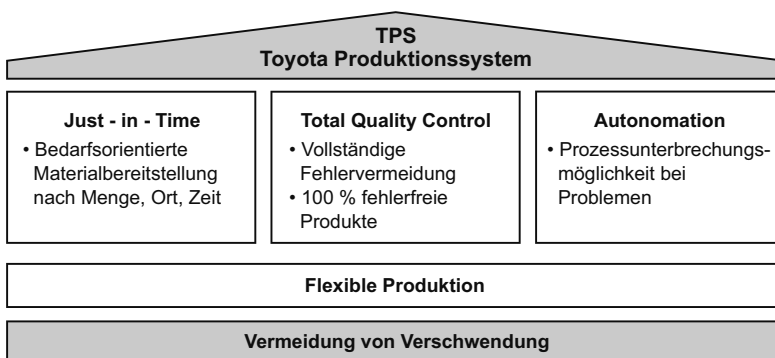 TPS
Toyota Produktionssystem
Just - in - Time
• Bedarfsorientierte
Materialbereitstellung
nach Menge, Ort, Zeit
Total Quality Control
• Vollständige
Fehlervermeidung
• 100 % fehlerfreie
Produkte
Autonomation
• Prozessunterbrechungs-
möglichkeit bei
Problemen
Flexible Produktion
Vermeidung von Verschwendung